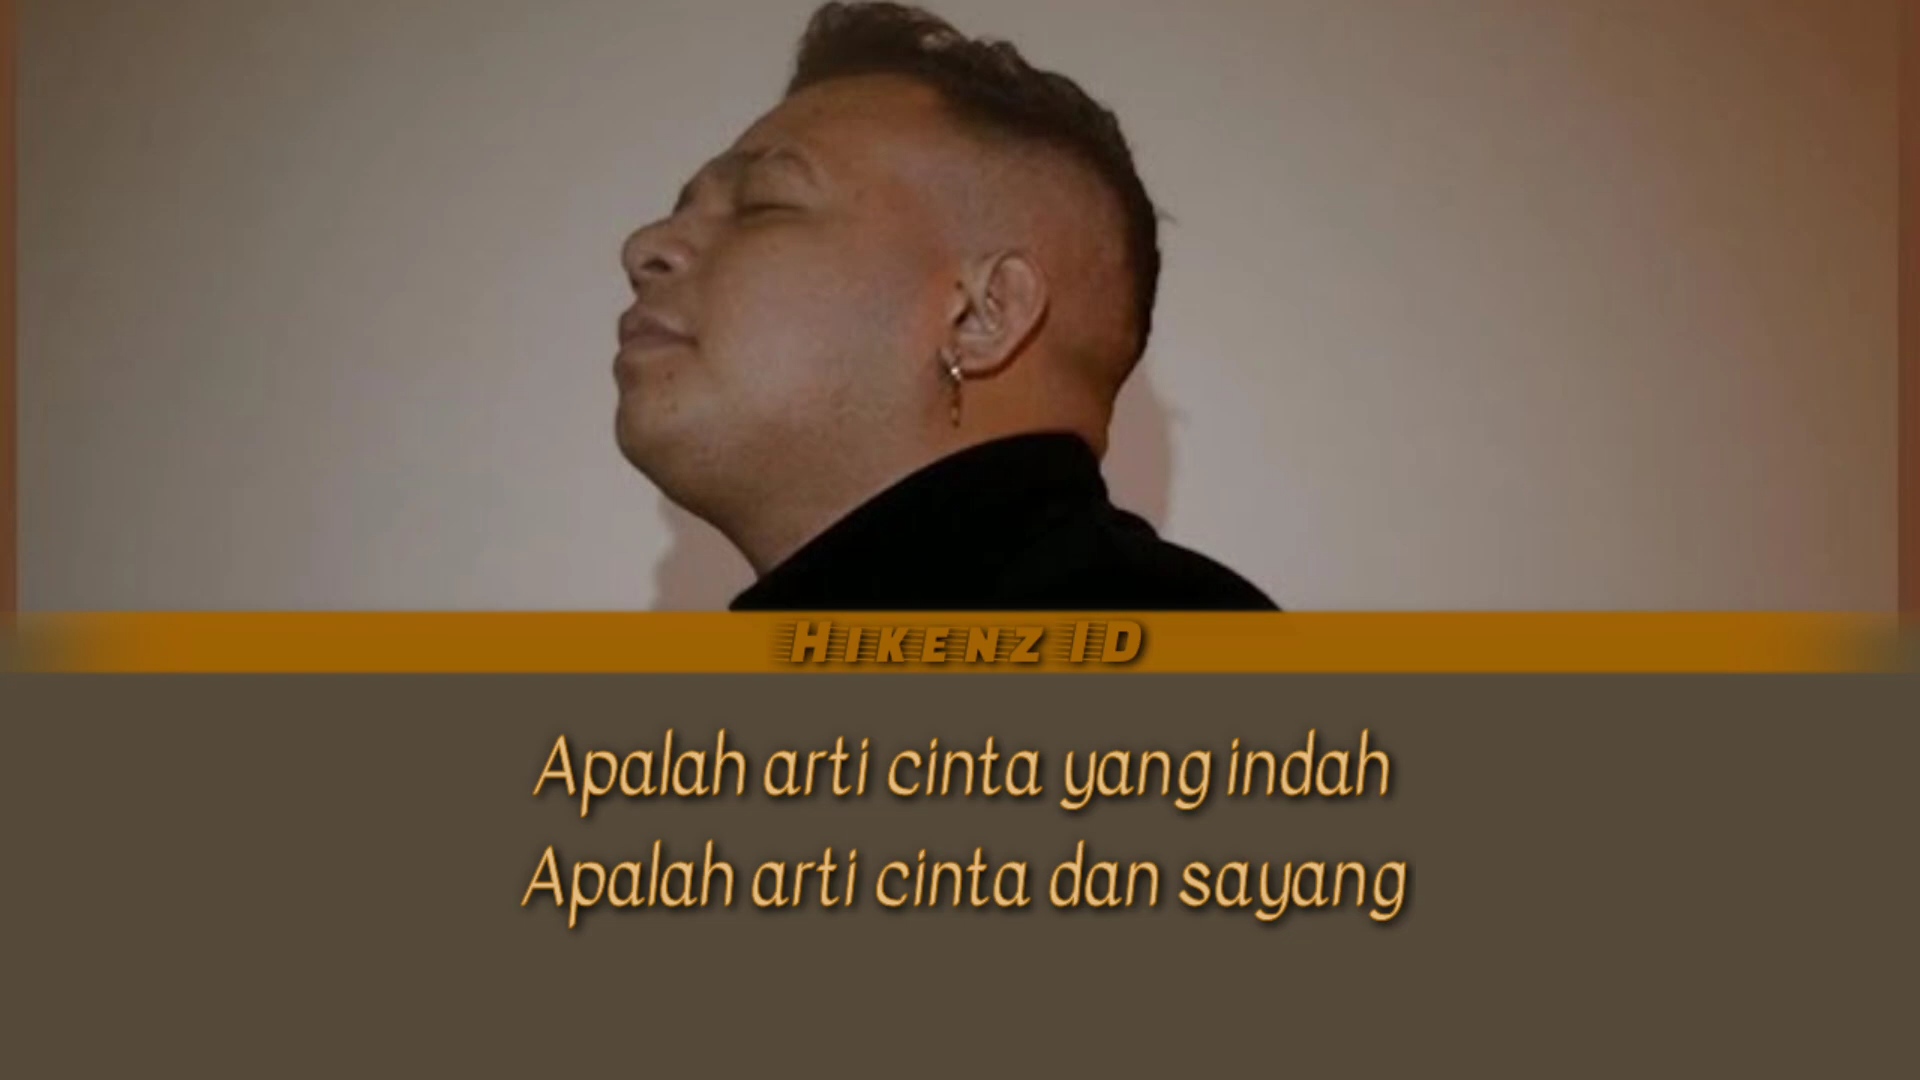 Hikenz ID
Apalah arti cinta yang indah
Apalah arti cinta dan sayang